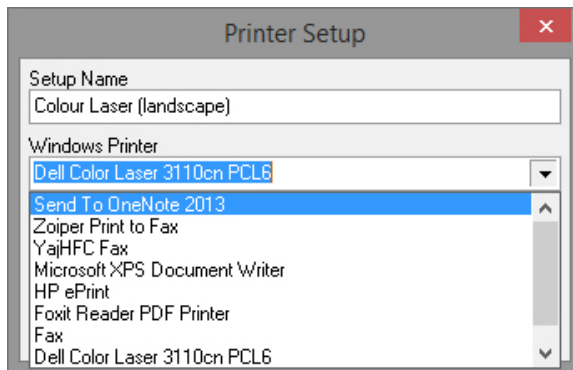 Printer Setup
Setup Name
Colour Laser (landscape)
Windows Printer
Dell Color Laser 3110cn PCL6
Send To OneNote 2013
Zoiper Print to Fax
YajHFC Fax
Microsoft XPS Document Writer
HP ePrint
Foxit Reader PDF Printer
Fax
Dell Color Laser 3110cn PCL6